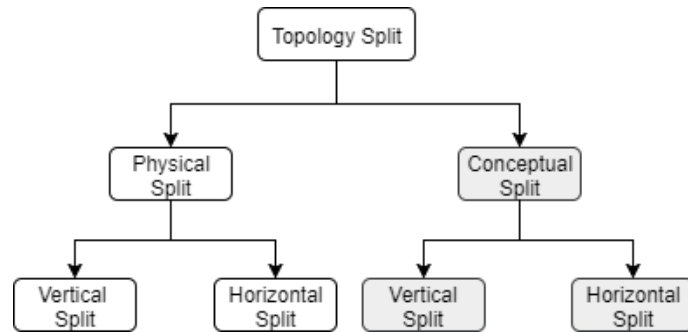 Topology Split
Physical
Split
Conceptual
Split
Vertical
Split
Horizontal
Split
Vertical
Split
Horizontal
Split